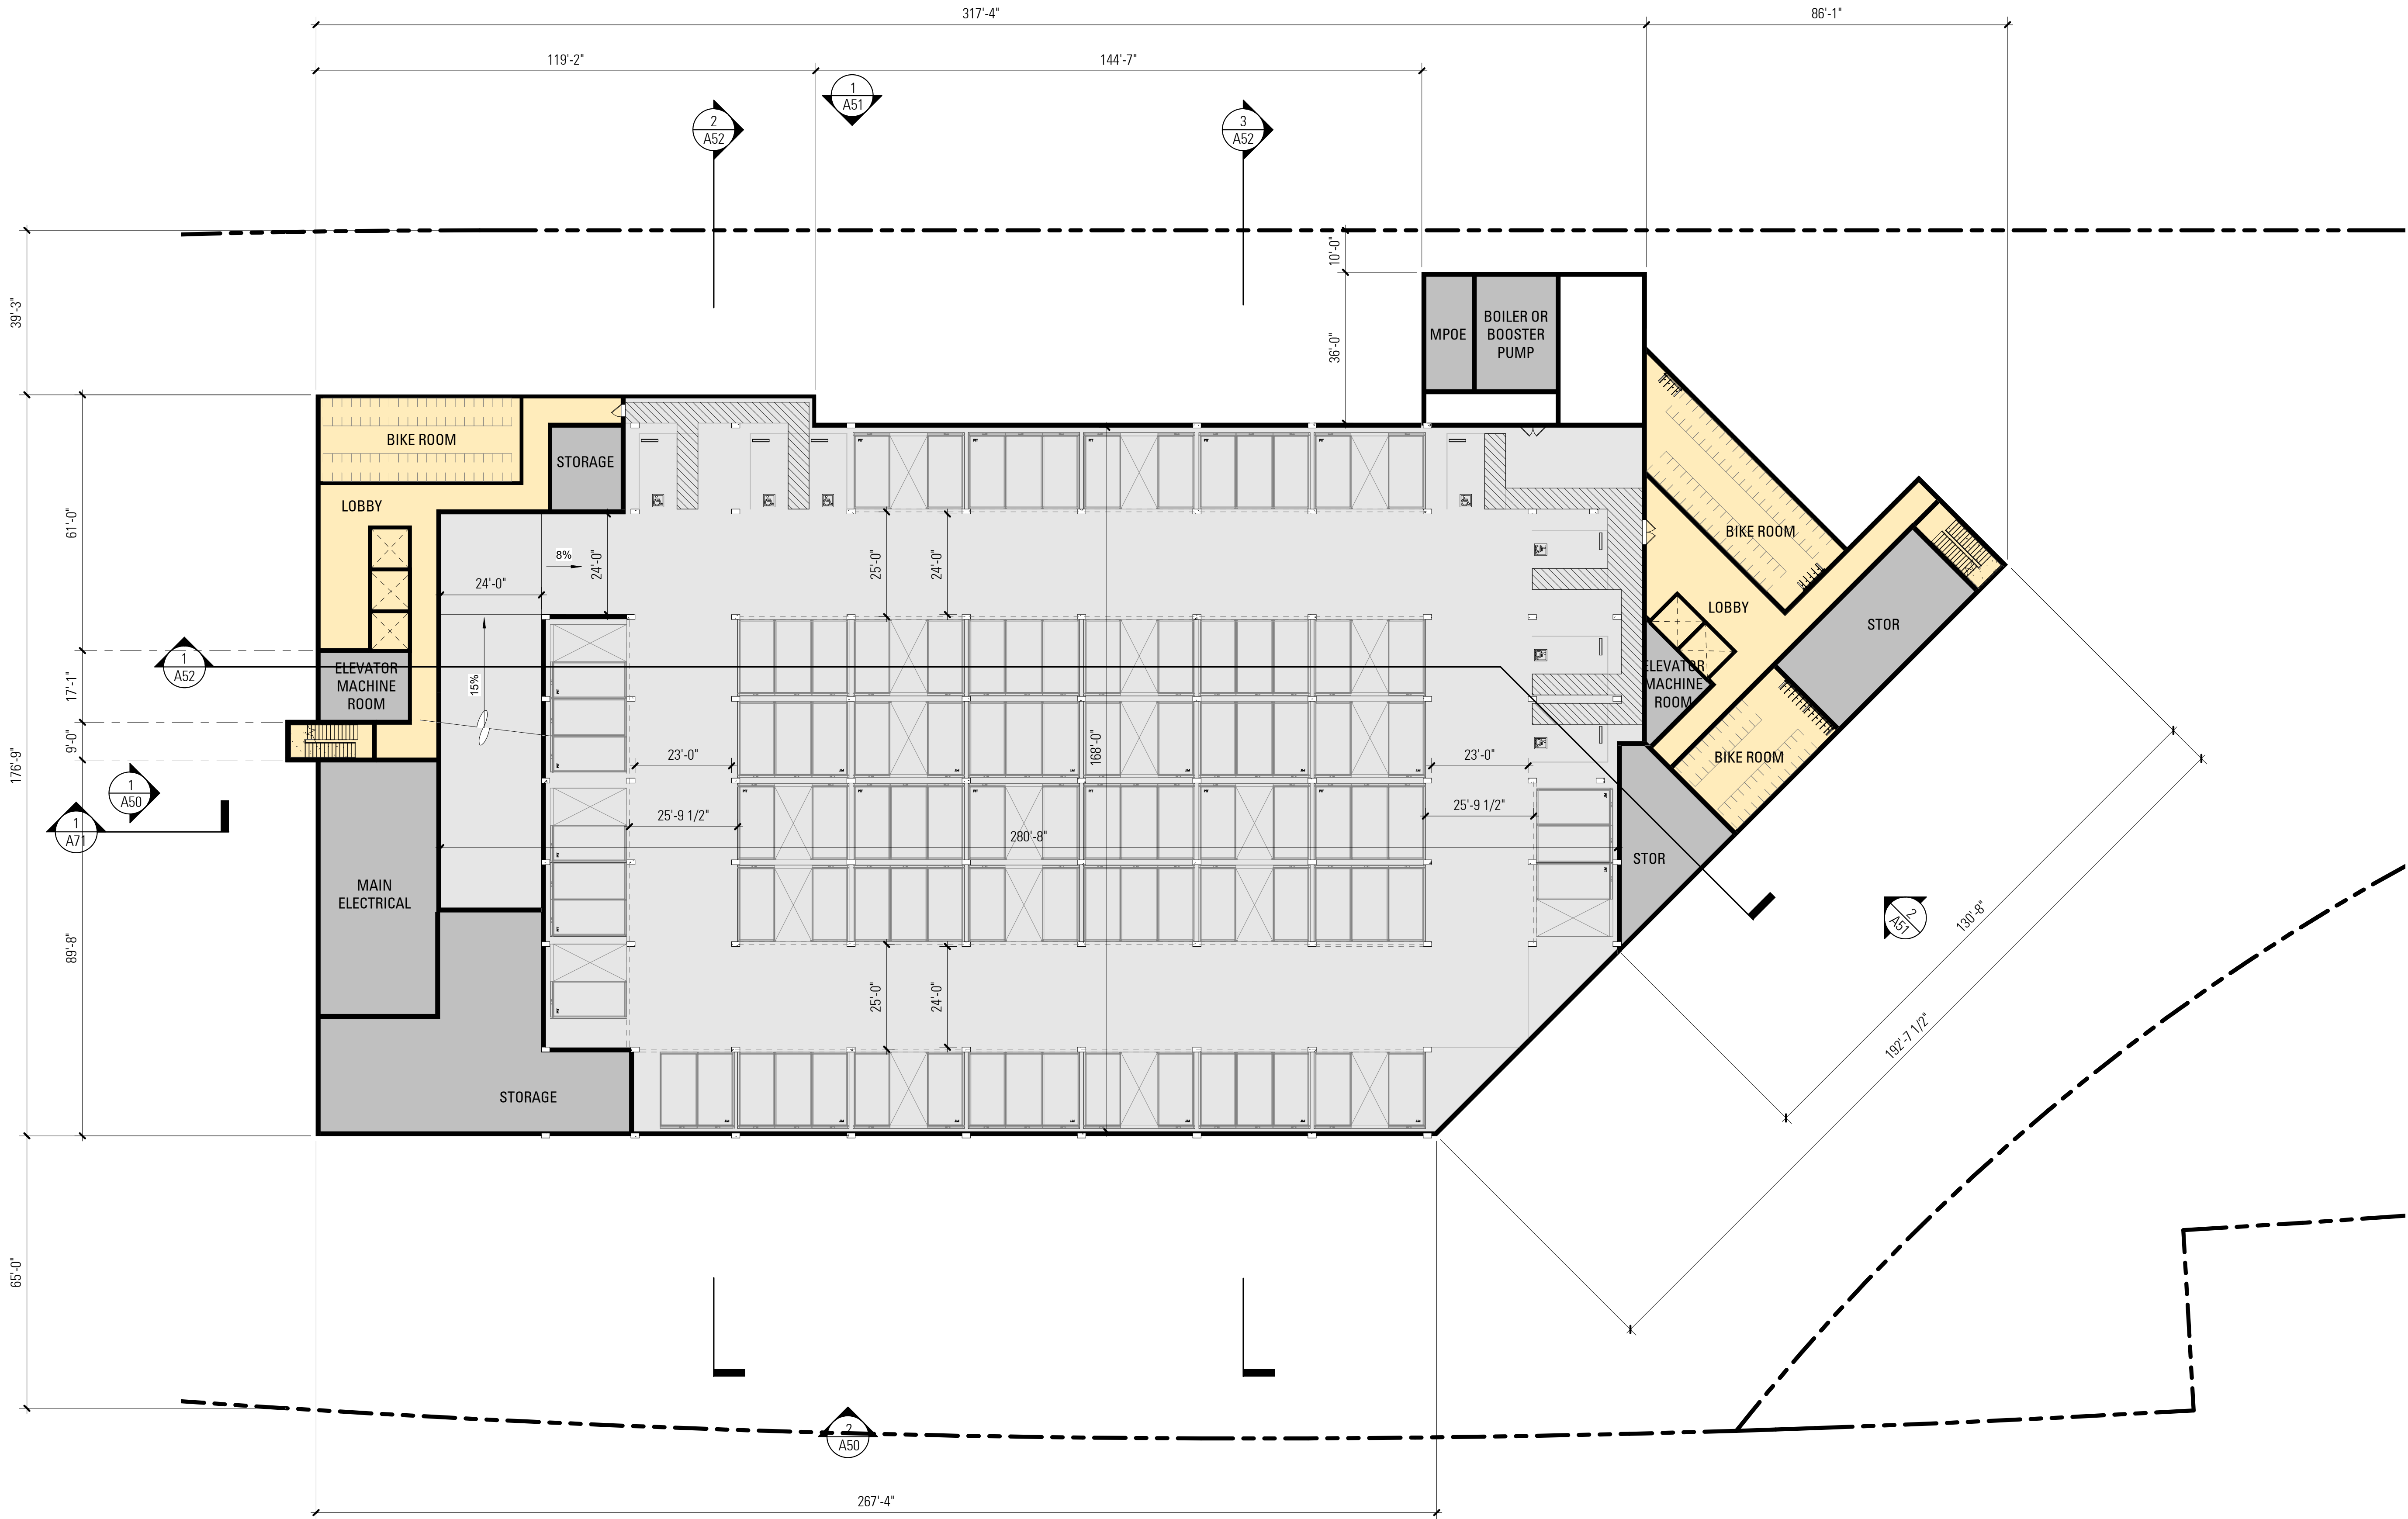 317'-4"
86'-1"
119'-2"
144'-7"
1
A51
2
A52
3
A52
39'-3"
10'-0"
36'-0"
MPOE
BOILER OR
BOOSTER
PUMP
BIKE ROOM
STORAGE
LOBBY
61'-0"
8%
24'-0"
24'-0"
25'-0"
24'-0"
BIKE ROOM
LOBBY
STOR
1
A52
17'-1"
ELEVATOR
MACHINE
ROOM
15%
ELEVATOR
MACHINE
ROOM
9'-0"
176'-9"
23'-0"
168'-0"
23'-0"
BIKE ROOM
1
A50
1
A71
25'-9 1/2"
25'-9 1/2"
280'-8"
STOR
MAIN
ELECTRICAL
89'-8"
2
A51
130'-8"
25'-0"
24'-0"
192'-7 1/2"
STORAGE
65'-0"
2
A50
267'-4"